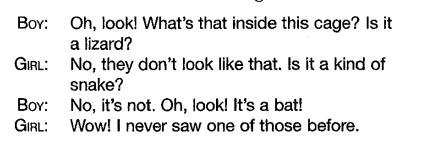 BOY: Oh, look! What's that inside this cage? Is it
a lizard?
GIRL: No, they don't look like that. Is it a kind of
snake?
BOY: No, it's not. Oh, look! It's a bat!
GIRL: Wow! I never saw one of those before.